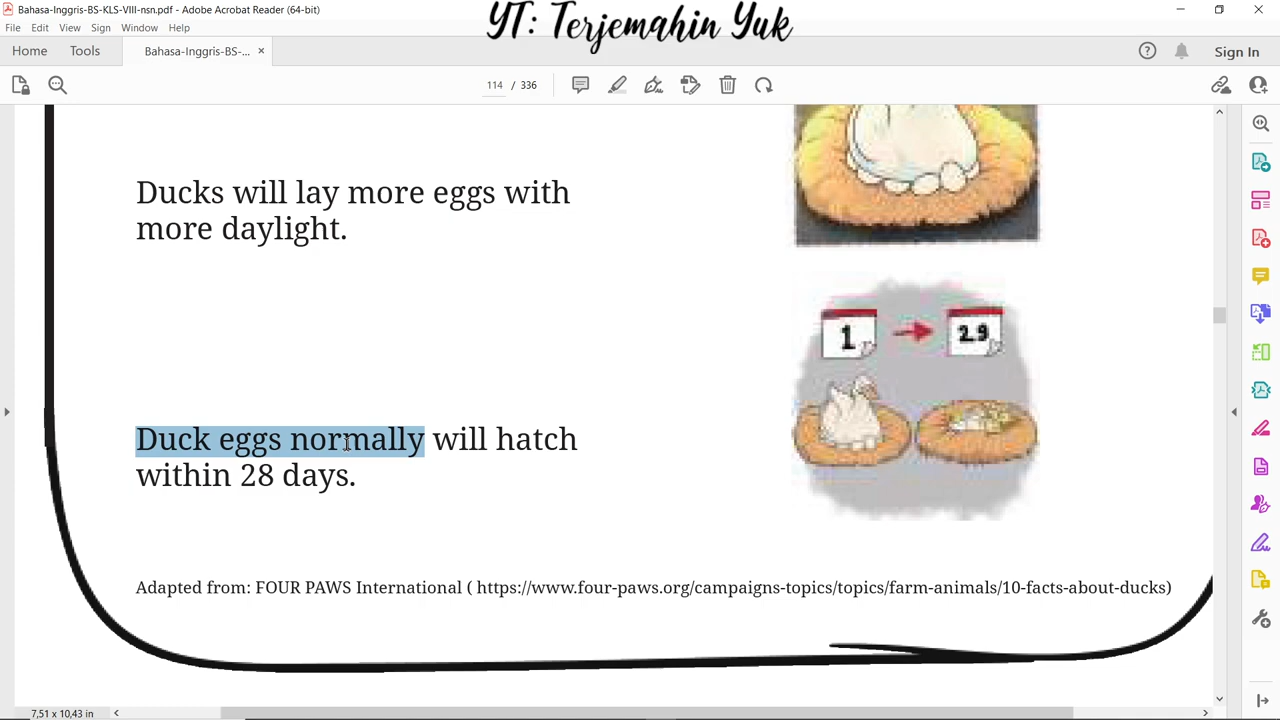 Bahasa-Inggris-BS-KLS-VIII-nsn.pdf - Adobe Acrobat Reader (64-bit)
YT: Terjemahin Yuk
File Edit View Sign Window Help
Home Tools Bahasa-Inggris-BS-... ×
Sign In
114 / 336
Ducks will lay more eggs with
more daylight.
1 29
Duck eggs normally will hatch
within 28 days.
Adapted from: FOUR PAWS International ( https://www.four-paws.org/campaigns-topics/topics/farm-animals/10-facts-about-ducks)
7,51 x 10,43 in